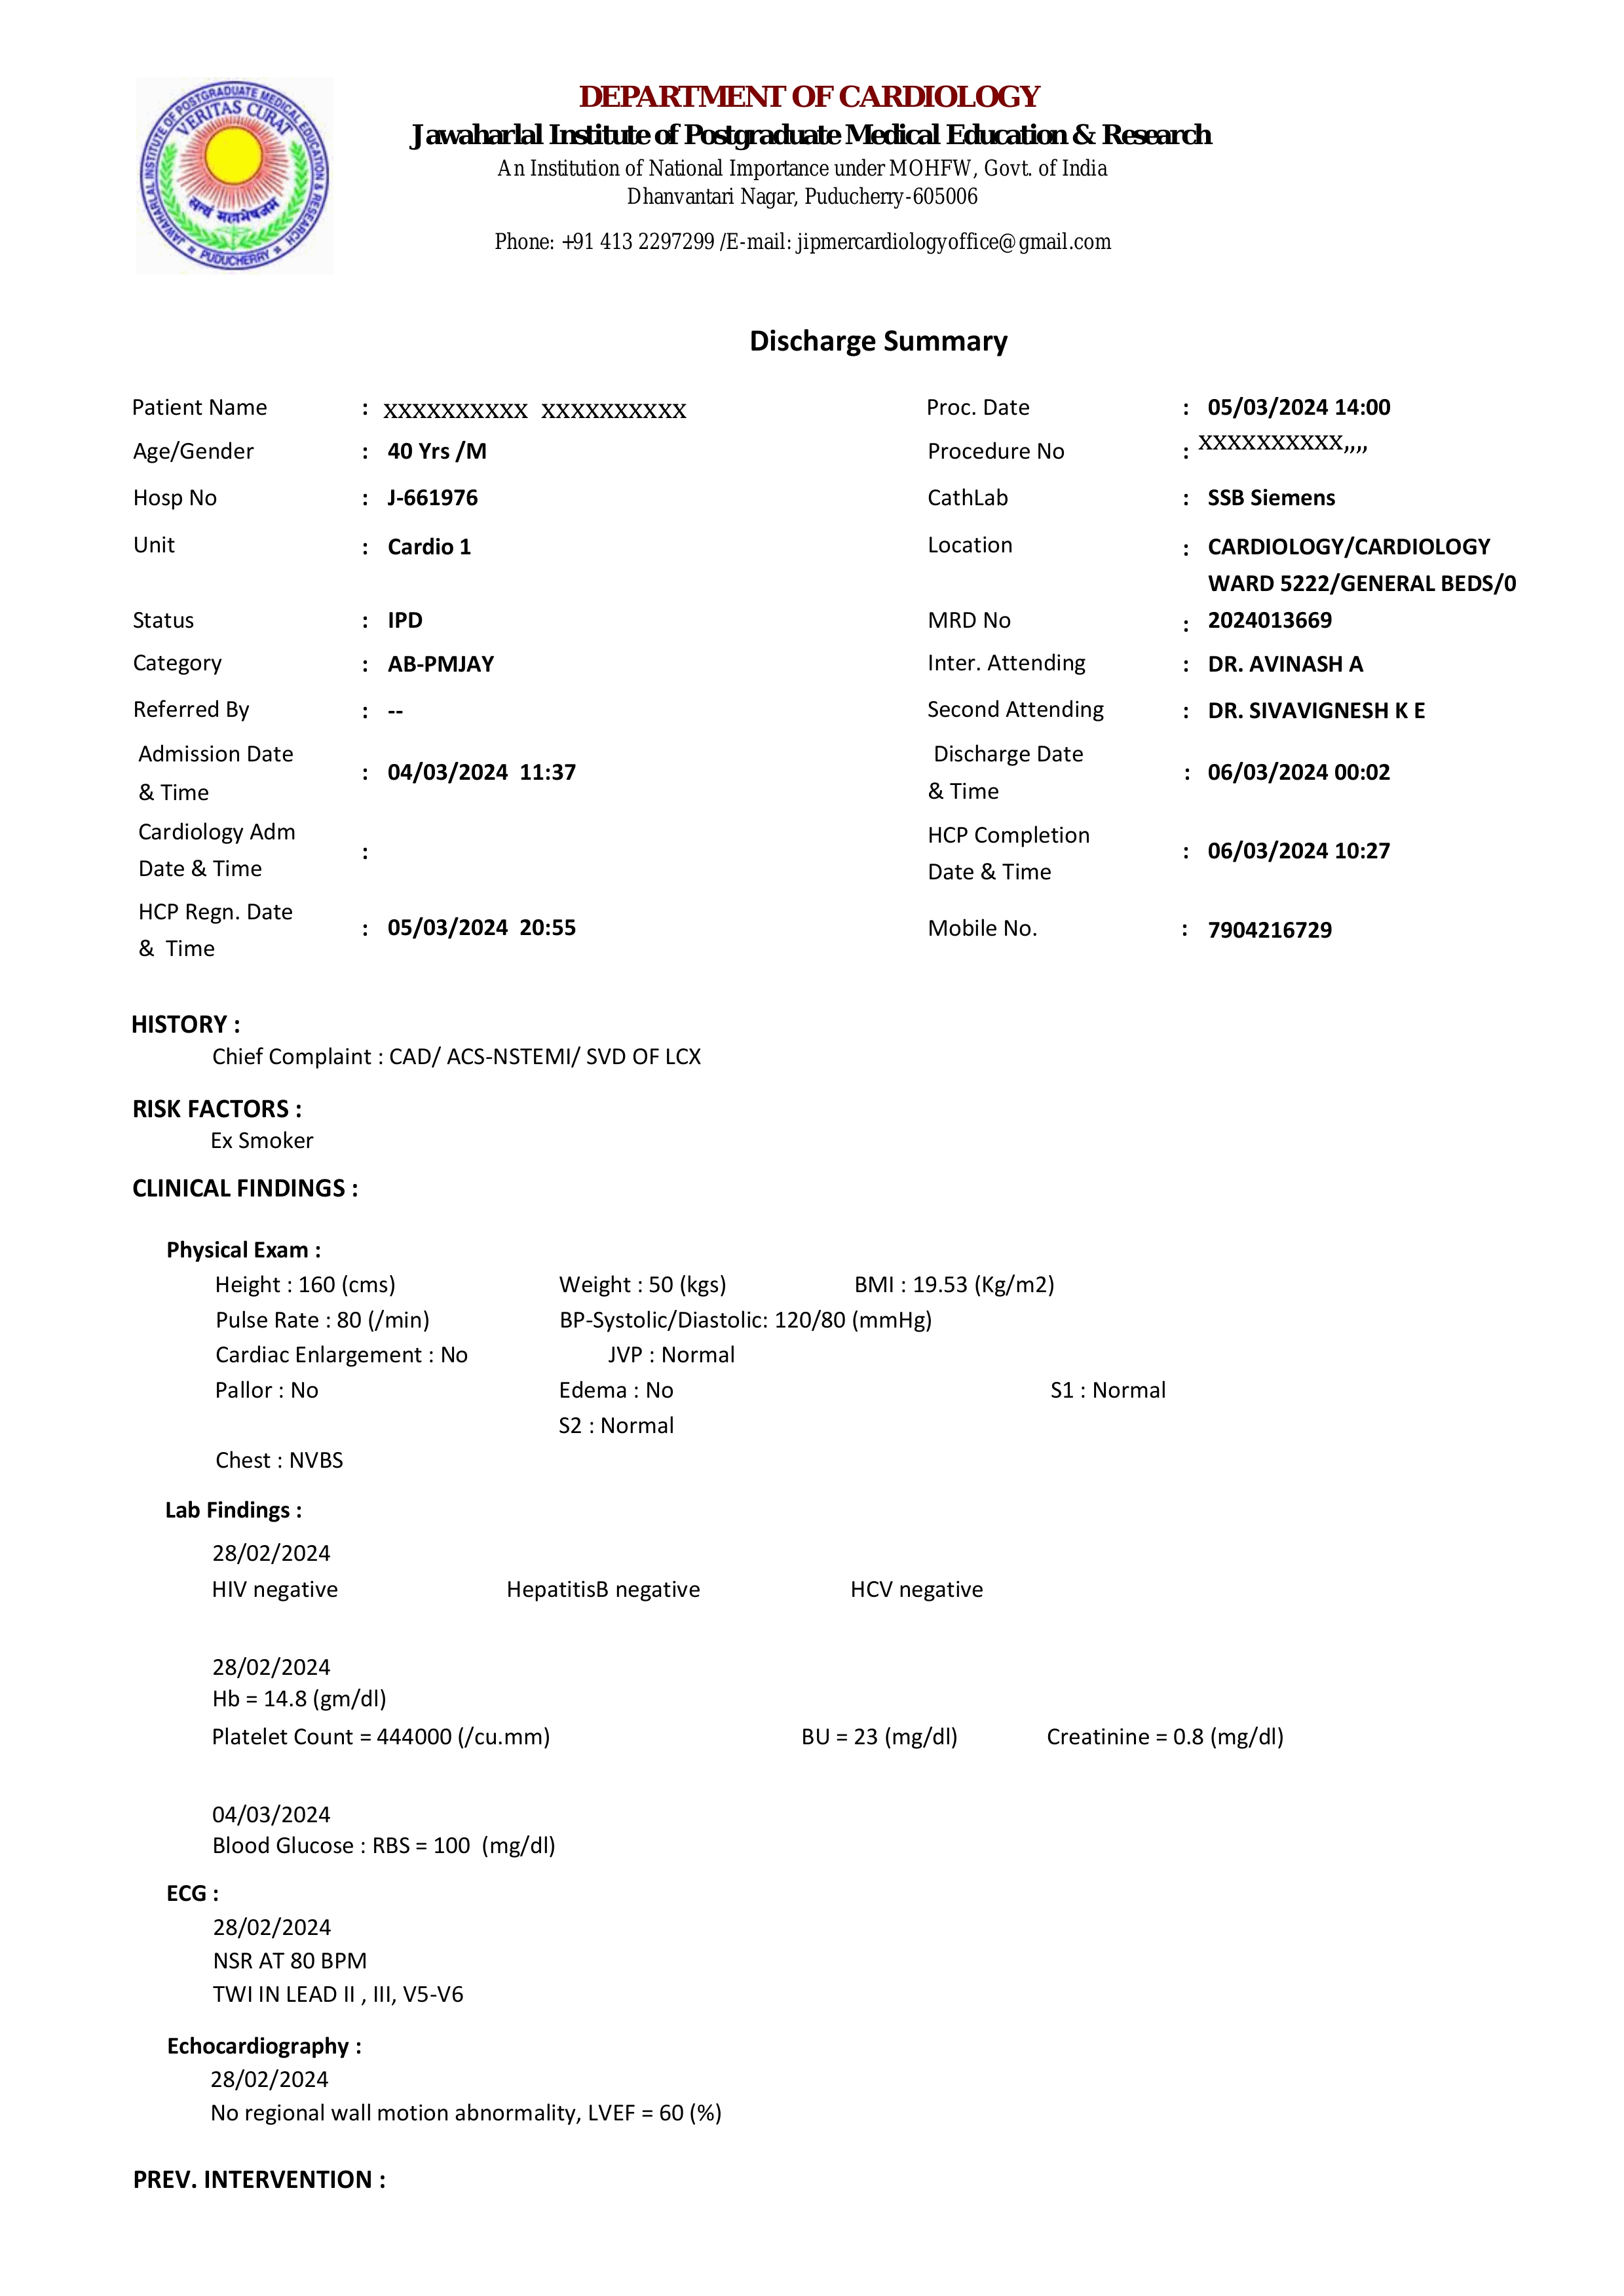 JAWAHARLAL INSTITUTE OF POSTGRADUATE MEDICAL EDUCATION & RESEARCH
VERITAS CURAT
सत्यं महाभेषजम्
PUDUCHERRY
DEPARTMENT OF CARDIOLOGY
Jawaharlal Institute of Postgraduate Medical Education & Research
An Institution of National Importance under MOHFW, Govt. of India
Dhanvantari Nagar, Puducherry-605006
Phone: +91 413 2297299 /E-mail: jipmercardiologyoffice@gmail.com
Discharge Summary
Patient Name : xxxxxxxxxx xxxxxxxxxx Proc. Date : 05/03/2024 14:00
Age/Gender : 40 Yrs /M Procedure No : xxxxxxxxxx,,,,
Hosp No : J-661976 CathLab : SSB Siemens
Unit : Cardio 1 Location : CARDIOLOGY/CARDIOLOGY
WARD 5222/GENERAL BEDS/0
Status : IPD MRD No : 2024013669
Category : AB-PMJAY Inter. Attending : DR. AVINASH A
Referred By : -- Second Attending : DR. SIVAVIGNESH K E
Admission Date & Time : 04/03/2024 11:37 Discharge Date & Time : 06/03/2024 00:02
Cardiology Adm Date & Time : HCP Completion Date & Time : 06/03/2024 10:27
HCP Regn. Date & Time : 05/03/2024 20:55 Mobile No. : 7904216729
HISTORY :
Chief Complaint : CAD/ ACS-NSTEMI/ SVD OF LCX
RISK FACTORS :
Ex Smoker
CLINICAL FINDINGS :
Physical Exam :
Height : 160 (cms) Weight : 50 (kgs) BMI : 19.53 (Kg/m2)
Pulse Rate : 80 (/min) BP-Systolic/Diastolic: 120/80 (mmHg)
Cardiac Enlargement : No JVP : Normal
Pallor : No Edema : No S1 : Normal
S2 : Normal
Chest : NVBS
Lab Findings :
28/02/2024
HIV negative HepatitisB negative HCV negative
28/02/2024
Hb = 14.8 (gm/dl)
Platelet Count = 444000 (/cu.mm) BU = 23 (mg/dl) Creatinine = 0.8 (mg/dl)
04/03/2024
Blood Glucose : RBS = 100 (mg/dl)
ECG :
28/02/2024
NSR AT 80 BPM
TWI IN LEAD II , III, V5-V6
Echocardiography :
28/02/2024
No regional wall motion abnormality, LVEF = 60 (%)
PREV. INTERVENTION :